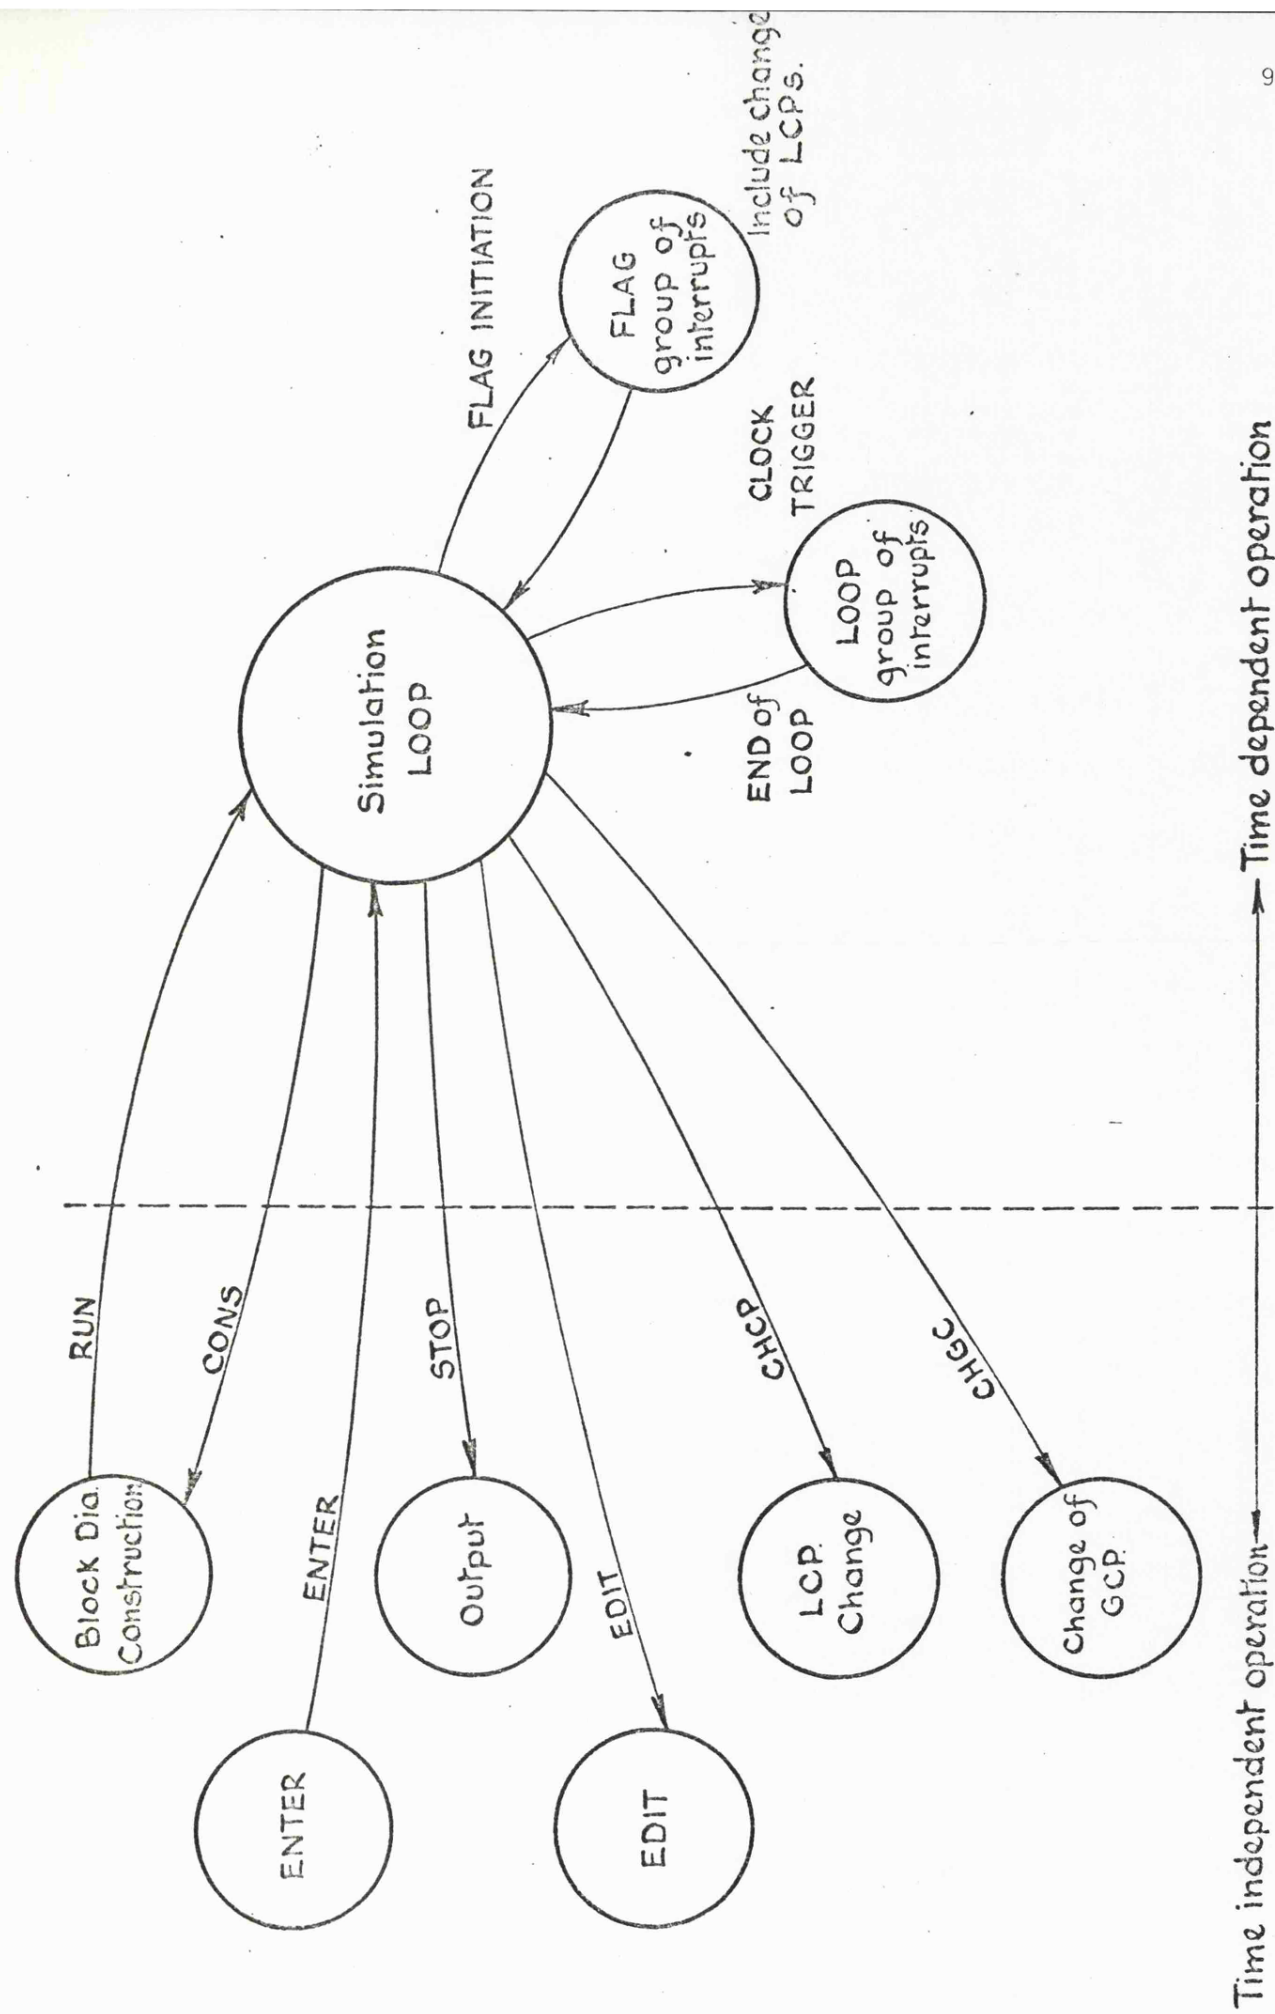 9
Block Dia.
Construction
ENTER
Output
EDIT
LCP.
Change
Change of
GCP.
RUN
CONS
ENTER
STOP
EDIT
CHCP
CHGC
Simulation
LOOP
FLAG INITIATION
FLAG
group of
interrupts
Include change
of LCPs.
CLOCK
TRIGGER
LOOP
group of
interrupts
END of
LOOP
Time independent operation
Time dependent operation